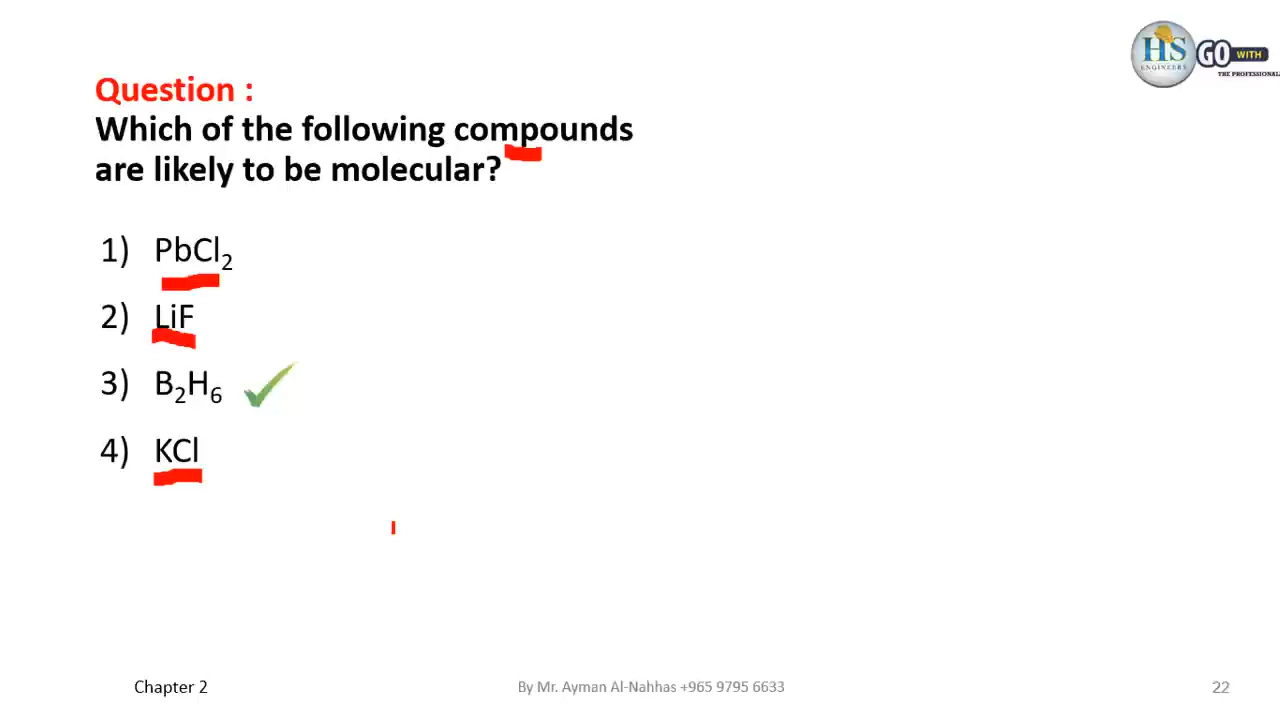 HS
ENGINEERS
GO WITH
THE PROFESSIONAL
Question :
Which of the following compounds
are likely to be molecular?
1) PbCl₂
2) LiF
3) B₂H₆
4) KCl
Chapter 2
By Mr. Ayman Al-Nahhas +965 9795 6633
22